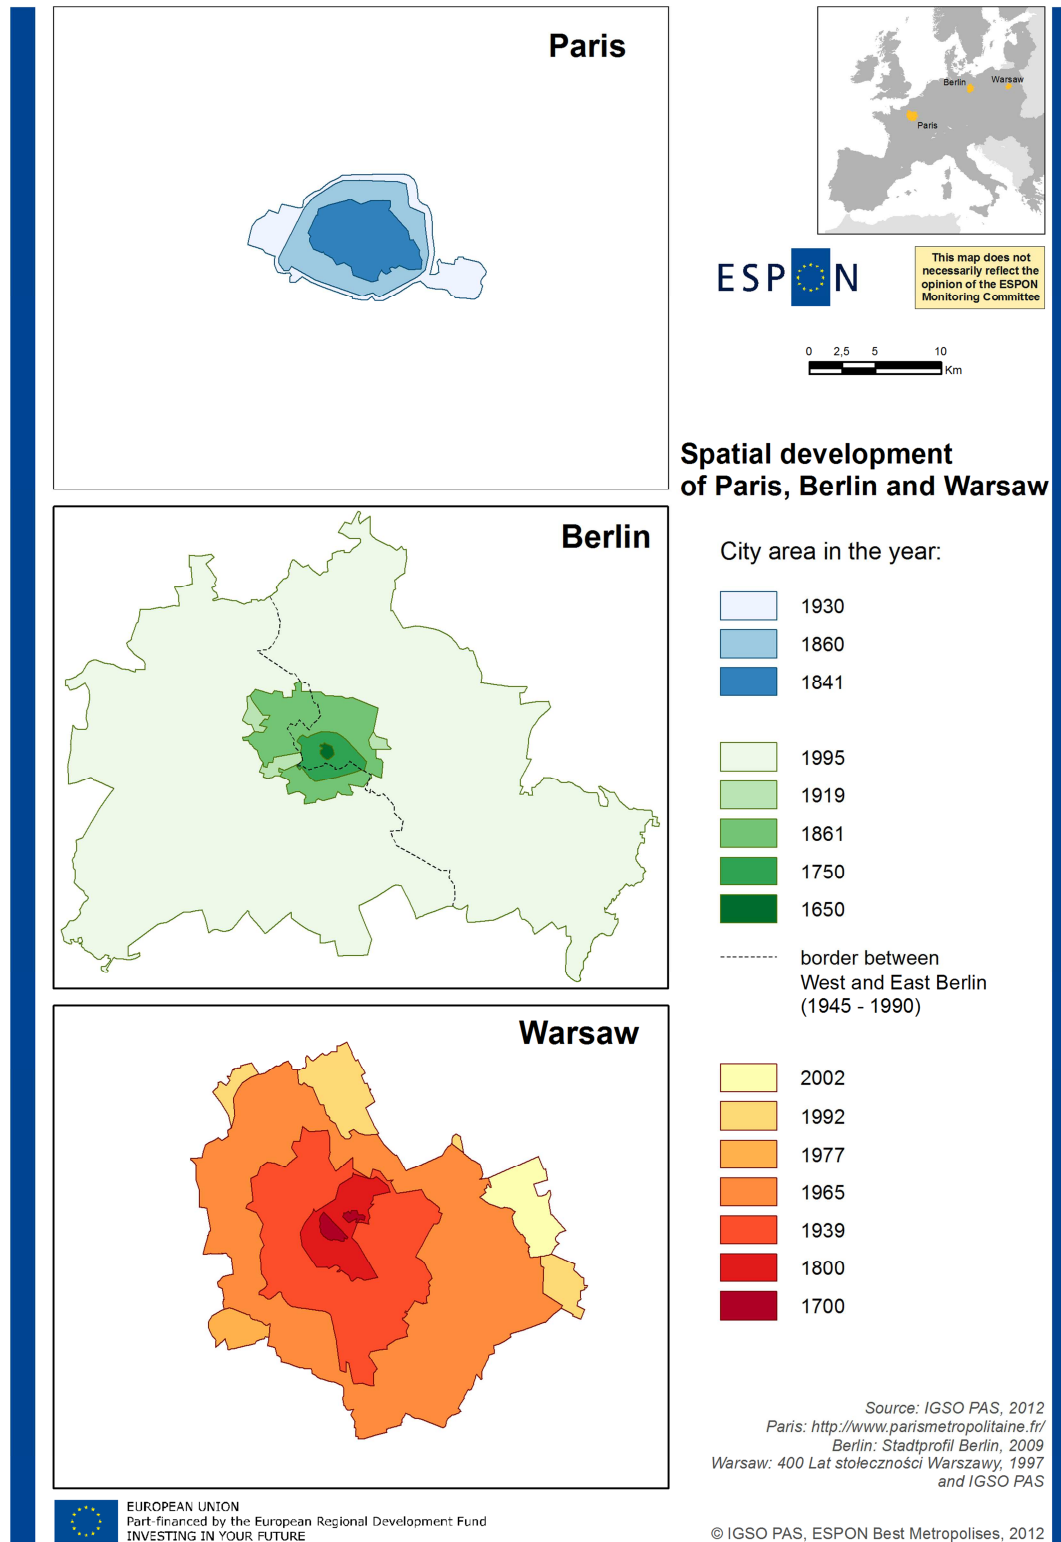 Paris
Berlin
Warsaw
Paris
ESPON
This map does not
necessarily reflect the
opinion of the ESPON
Monitoring Committee
0 2,5 5 10
Km
Spatial development
of Paris, Berlin and Warsaw
Berlin
City area in the year:
1930
1860
1841
1995
1919
1861
1750
1650
border between
West and East Berlin
(1945 - 1990)
Warsaw
2002
1992
1977
1965
1939
1800
1700
Source: IGSO PAS, 2012
Paris: http://www.parismetropolitaine.fr/
Berlin: Stadtprofil Berlin, 2009
Warsaw: 400 Lat stołeczności Warszawy, 1997
and IGSO PAS
EUROPEAN UNION
Part-financed by the European Regional Development Fund
INVESTING IN YOUR FUTURE
© IGSO PAS, ESPON Best Metropolises, 2012